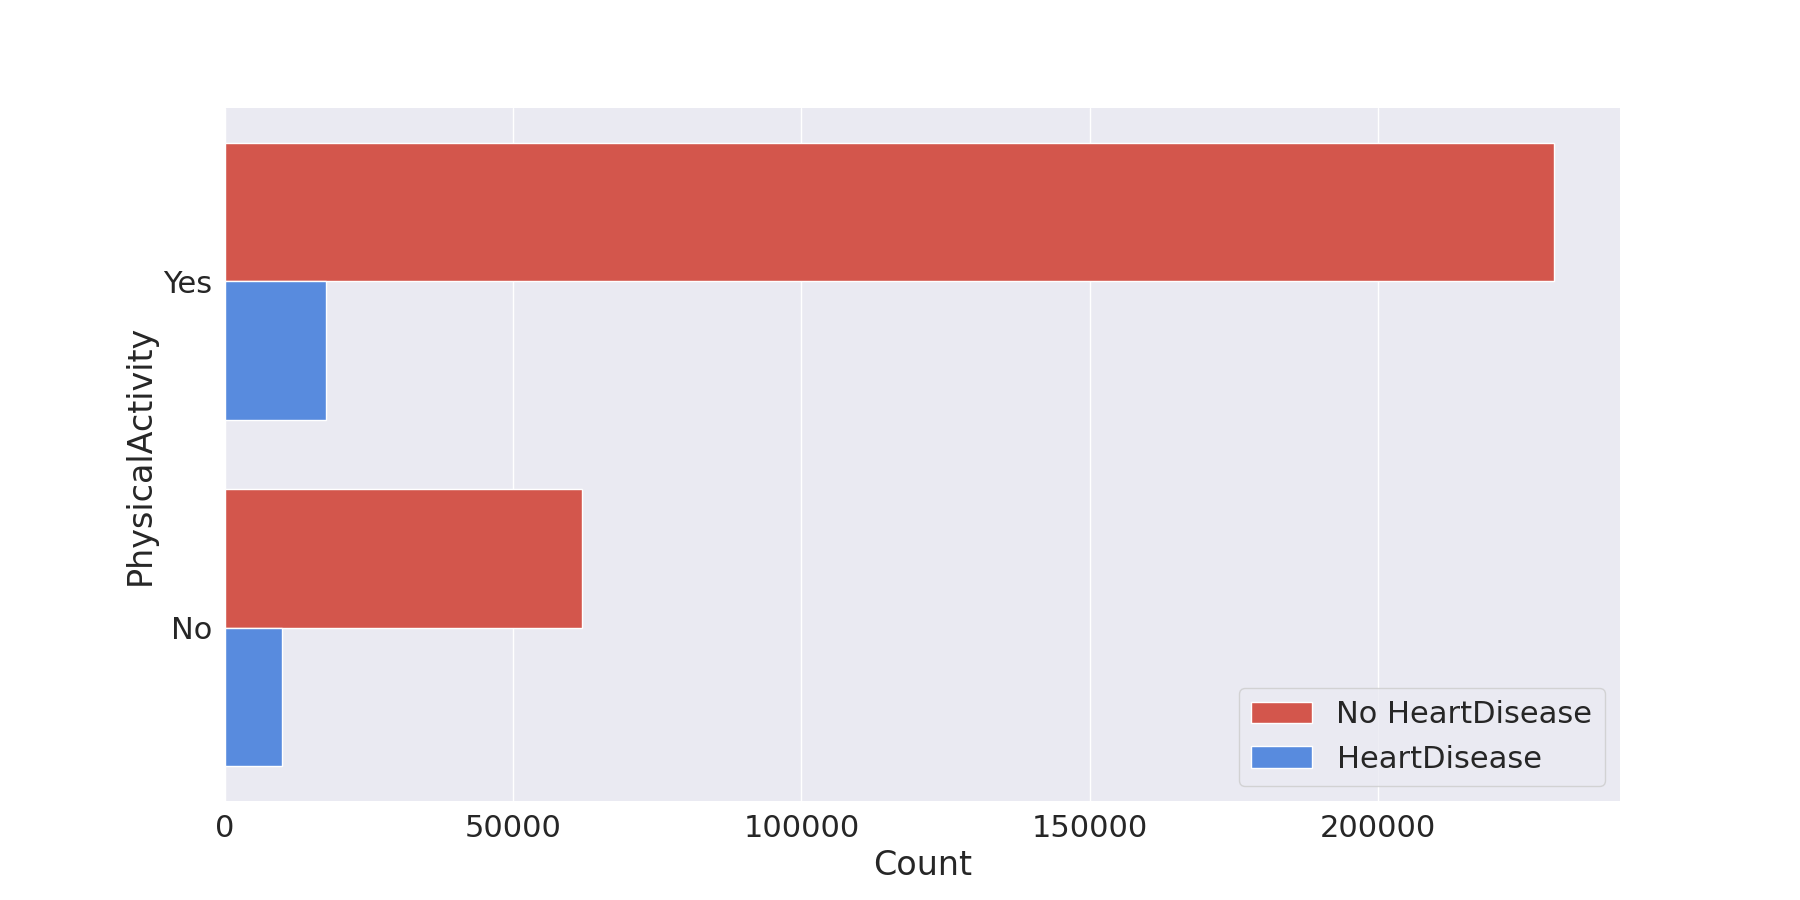 PhysicalActivity
Yes
No
0 50000 100000 150000 200000
Count
No HeartDisease
HeartDisease